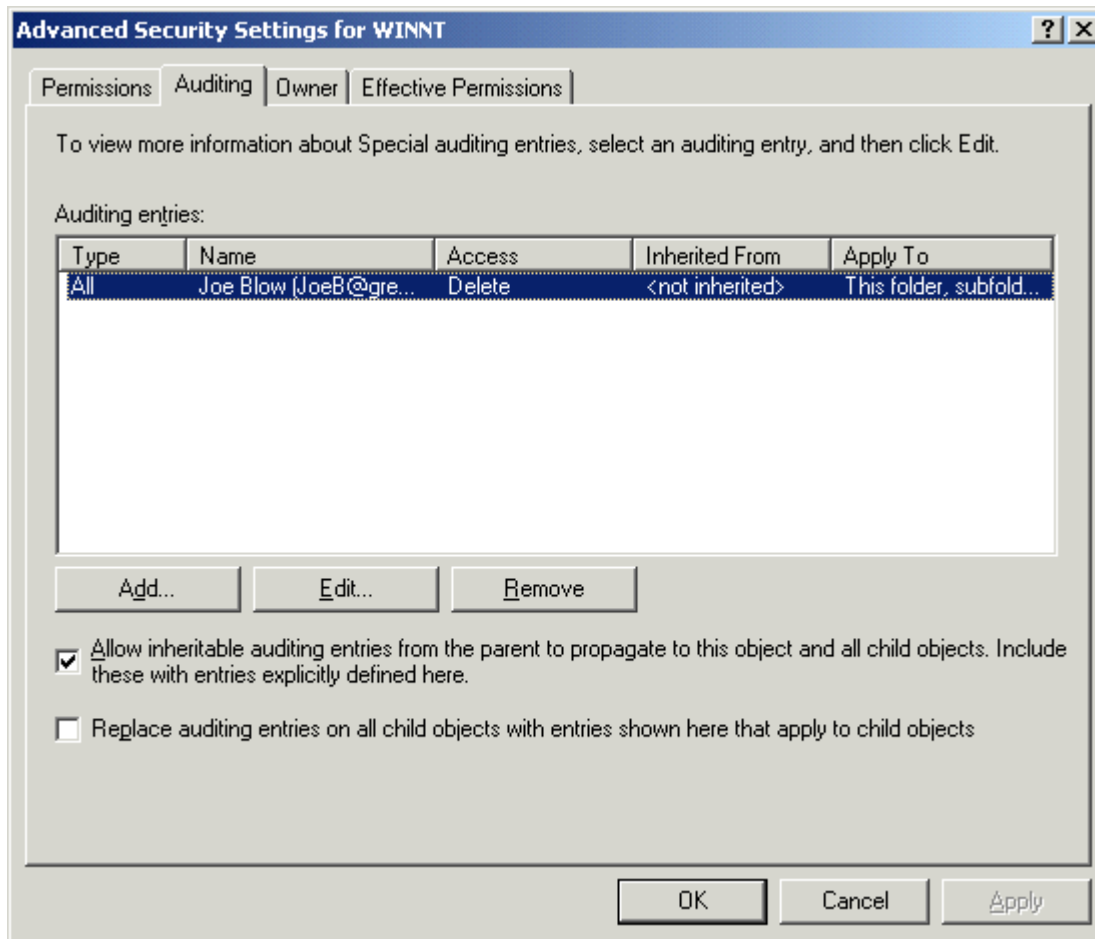 Advanced Security Settings for WINNT
Permissions Auditing Owner Effective Permissions
To view more information about Special auditing entries, select an auditing entry, and then click Edit.
Auditing entries:
Type Name Access Inherited From Apply To
All Joe Blow (JoeB@gre... Delete <not inherited> This folder, subfold...
Add... Edit... Remove
Allow inheritable auditing entries from the parent to propagate to this object and all child objects. Include
these with entries explicitly defined here.
Replace auditing entries on all child objects with entries shown here that apply to child objects
OK Cancel Apply